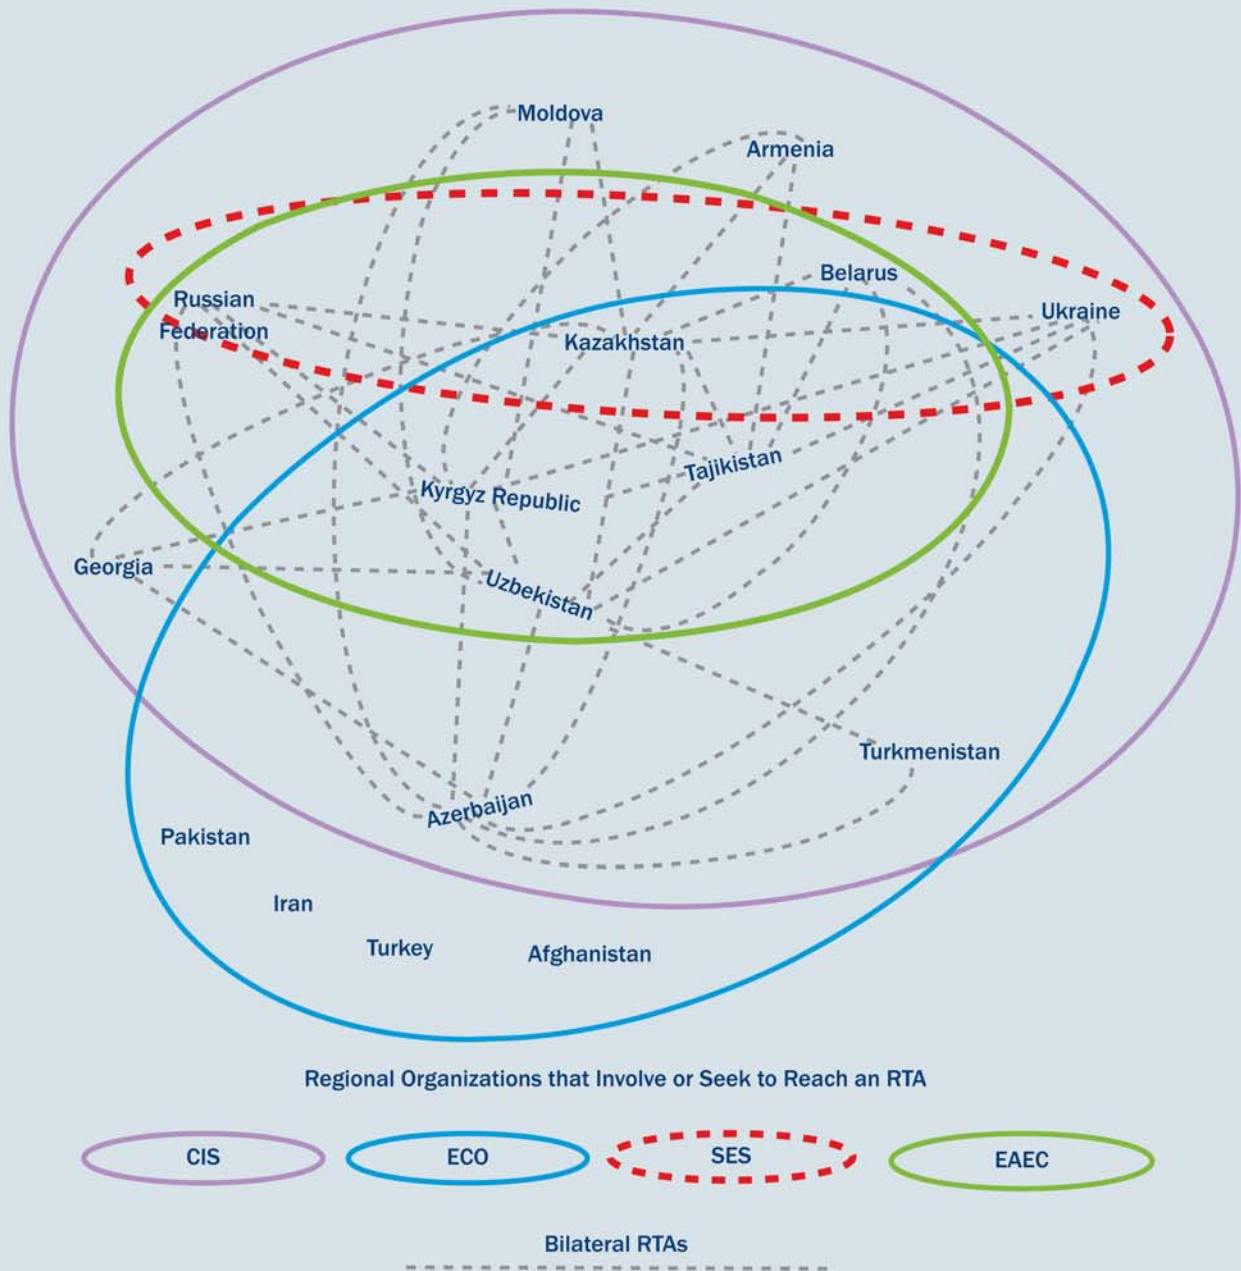 Moldova
Armenia
Belarus
Russian
Federation
Ukraine
Kazakhstan
Tajikistan
Kyrgyz Republic
Georgia
Uzbekistan
Turkmenistan
Azerbaijan
Pakistan
Iran
Turkey
Afghanistan
Regional Organizations that Involve or Seek to Reach an RTA
CIS
ECO
SES
EAEC
Bilateral RTAs